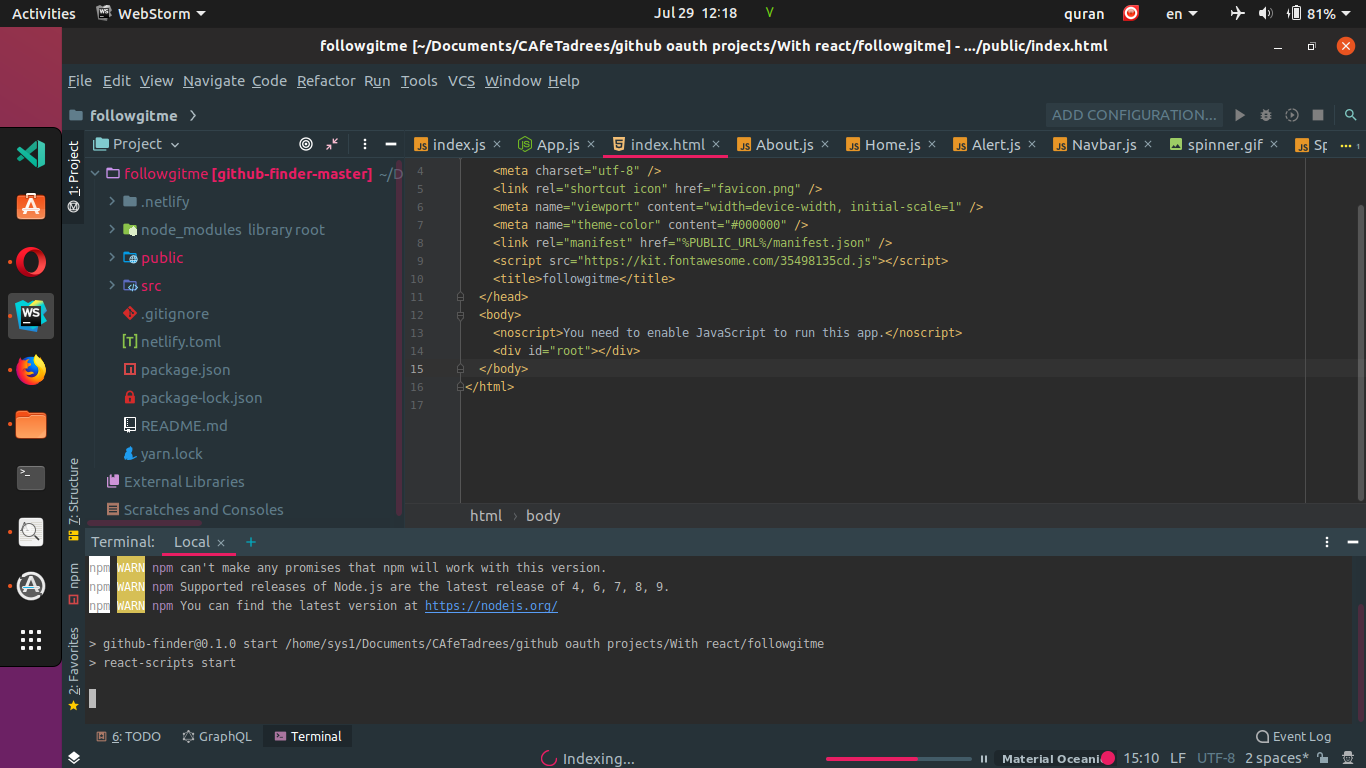 Activities WebStorm Jul 29 12:18 V quran en 81%
followgitme [~/Documents/CAfeTadrees/github oauth projects/With react/followgitme] - .../public/index.html
File Edit View Navigate Code Refactor Run Tools VCS Window Help
followgitme ADD CONFIGURATION...
1: Project
Project
index.js App.js index.html About.js Home.js Alert.js Navbar.js spinner.gif Sp 1
followgitme [github-finder-master] ~/D
.netlify
node_modules library root
public
src
.gitignore
netlify.toml
package.json
package-lock.json
README.md
yarn.lock
External Libraries
Scratches and Consoles
4 <meta charset="utf-8" />
5 <link rel="shortcut icon" href="favicon.png" />
6 <meta name="viewport" content="width=device-width, initial-scale=1" />
7 <meta name="theme-color" content="#000000" />
8 <link rel="manifest" href="%PUBLIC_URL%/manifest.json" />
9 <script src="https://kit.fontawesome.com/35498135cd.js"></script>
10 <title>followgitme</title>
11 </head>
12 <body>
13 <noscript>You need to enable JavaScript to run this app.</noscript>
14 <div id="root"></div>
15 </body>
16 </html>
17
html › body
7: Structure
npm
2: Favorites
Terminal: Local × +
npm WARN npm can't make any promises that npm will work with this version.
npm WARN npm Supported releases of Node.js are the latest release of 4, 6, 7, 8, 9.
npm WARN npm You can find the latest version at https://nodejs.org/
> github-finder@0.1.0 start /home/sys1/Documents/CAfeTadrees/github oauth projects/With react/followgitme
> react-scripts start
6: TODO GraphQL Terminal Event Log
Indexing... Material Oceani 15:10 LF UTF-8 2 spaces*